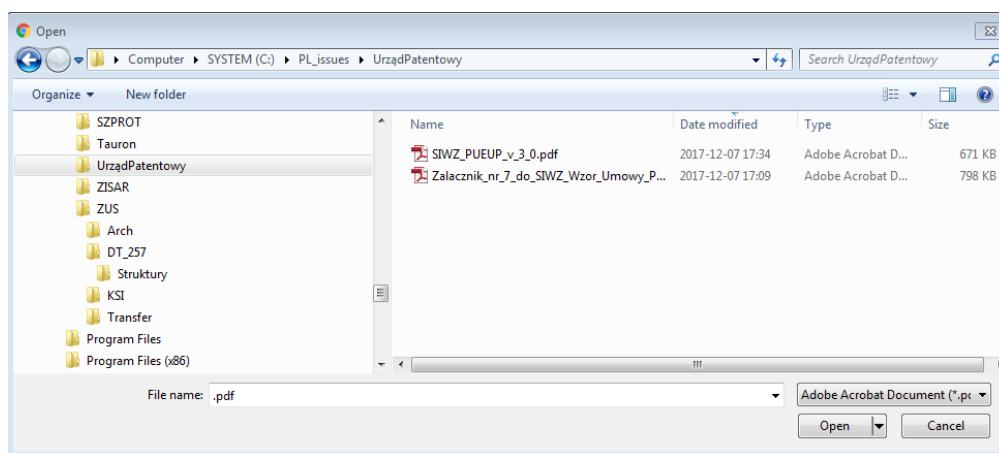 Open
Computer SYSTEM (C:) PL_issues UrządPatentowy Search UrządPatentowy
Organize New folder
SZPROT
Tauron
UrządPatentowy
ZISAR
ZUS
Arch
DT_257
Struktury
KSI
Transfer
Program Files
Program Files (x86)
Name Date modified Type Size
SIWZ_PUEUP_v_3_0.pdf 2017-12-07 17:34 Adobe Acrobat D... 671 KB
Zalacznik_nr_7_do_SIWZ_Wzor_Umowy_P... 2017-12-07 17:09 Adobe Acrobat D... 798 KB
File name: .pdf Adobe Acrobat Document (*.pc
Open Cancel